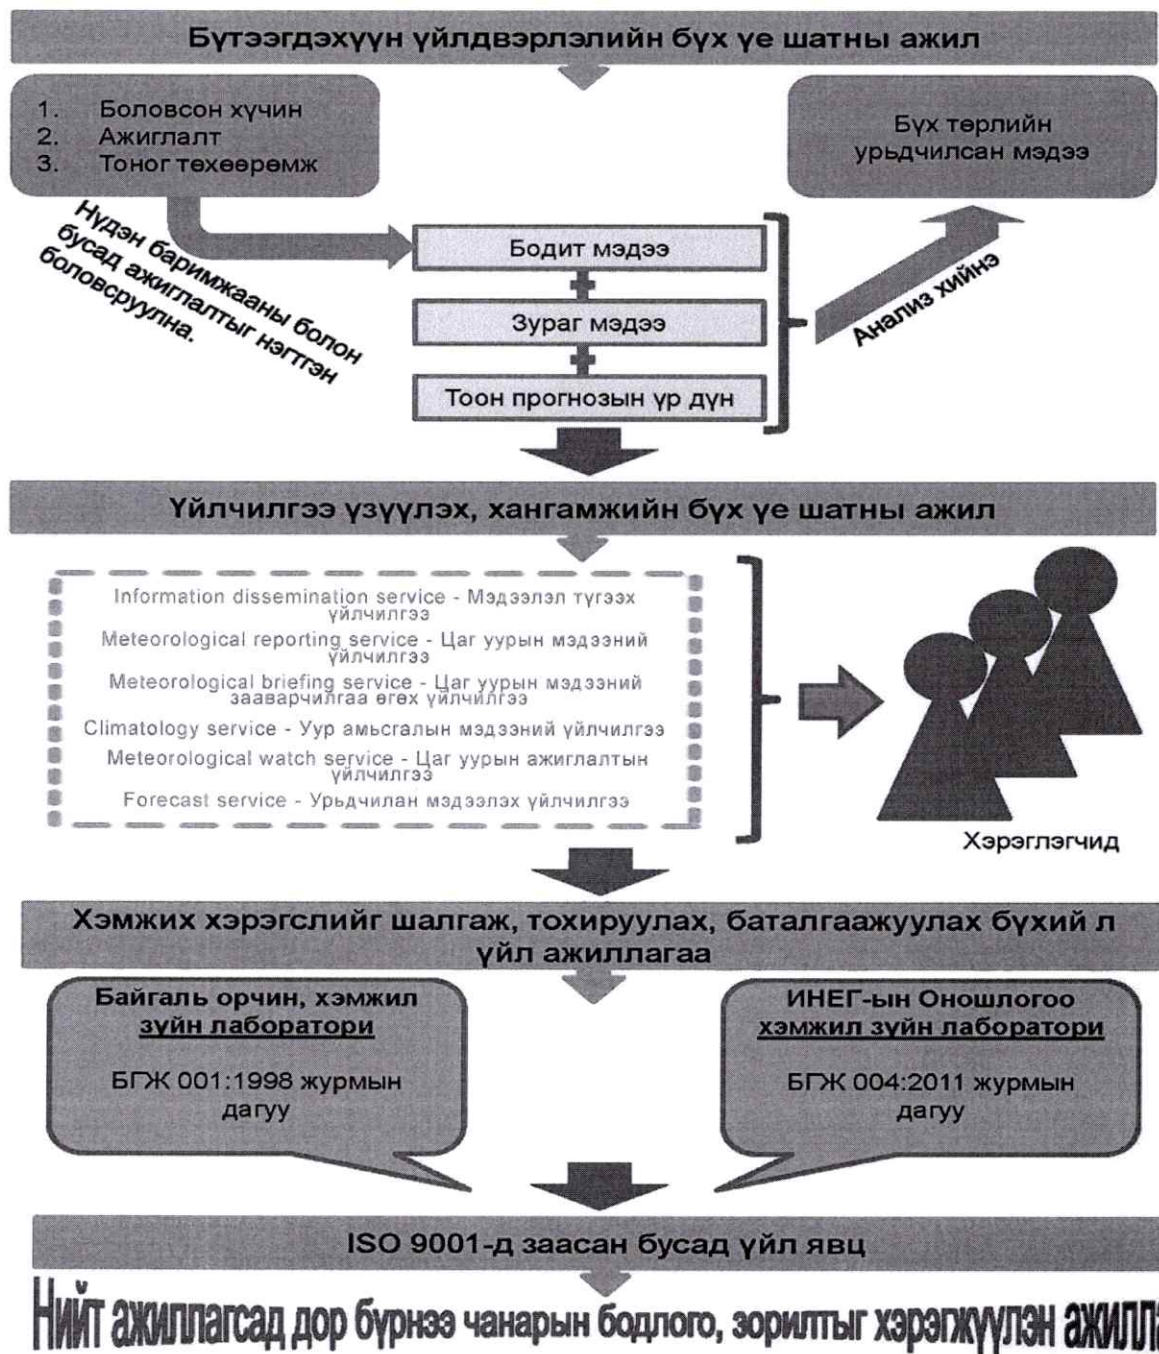 Бүтээгдэхүүн үйлдвэрлэлийн бүх үе шатны ажил
1. Боловсон хүчин
2. Ажиглалт
3. Тоног төхөөрөмж
Бүх төрлийн
урьдчилсан мэдээ
Нүдэн баримжааны болон
бусад ажиглалтыг нэгтгэн
боловсруулна.
Бодит мэдээ
Зураг мэдээ
Тоон прогнозын үр дүн
Анализ хийнэ
Үйлчилгээ үзүүлэх, хангамжийн бүх үе шатны ажил
Information dissemination service - Мэдээлэл түгээх
үйлчилгээ
Meteorological reporting service - Цаг уурын мэдээний
үйлчилгээ
Meteorological briefing service - Цаг уурын мэдээний
зааварчилгаа өгөх үйлчилгээ
Climatology service - Уур амьсгалын мэдээний үйлчилгээ
Meteorological watch service - Цаг уурын ажиглалтын
үйлчилгээ
Forecast service - Урьдчилан мэдээлэх үйлчилгээ
Хэрэглэгчид
Хэмжих хэрэгслийг шалгаж, тохируулах, баталгаажуулах бүхий л
үйл ажиллагаа
Байгаль орчин, хэмжил
зүйн лаборатори
БГЖ 001:1998 журмын
дагуу
ИНЕГ-ын Оношлогоо
хэмжил зүйн лаборатори
БГЖ 004:2011 журмын
дагуу
ISO 9001-д заасан бусад үйл явц
Нийт ажиллагсад дор бүрнээ чанарын бодлого, зорилтыг хэрэгжүүлэн